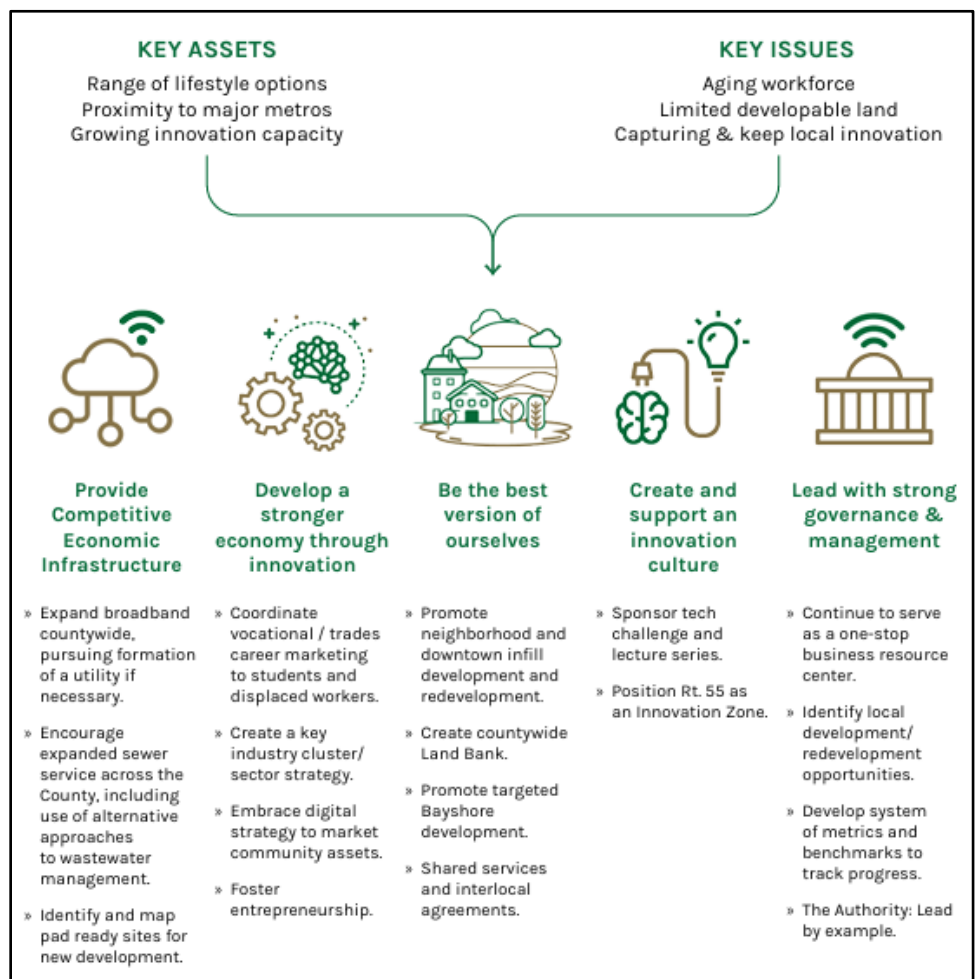 KEY ASSETS
Range of lifestyle options
Proximity to major metros
Growing innovation capacity
KEY ISSUES
Aging workforce
Limited developable land
Capturing & keep local innovation
Provide
Competitive
Economic
Infrastructure
» Expand broadband
countywide,
pursuing formation
of a utility if
necessary.
» Encourage
expanded sewer
service across the
County, including
use of alternative
approaches
to wastewater
management.
» Identify and map
pad ready sites for
new development.
Develop a
stronger
economy through
innovation
» Coordinate
vocational / trades
career marketing
to students and
displaced workers.
» Create a key
industry cluster/
sector strategy.
» Embrace digital
strategy to market
community assets.
» Foster
entrepreneurship.
Be the best
version of
ourselves
» Promote
neighborhood and
downtown infill
development and
redevelopment.
» Create countywide
Land Bank.
» Promote targeted
Bayshore
development.
» Shared services
and interlocal
agreements.
Create and
support an
innovation
culture
» Sponsor tech
challenge and
lecture series.
» Position Rt. 55 as
an Innovation Zone.
Lead with strong
governance &
management
» Continue to serve
as a one-stop
business resource
center.
» Identify local
development/
redevelopment
opportunities.
» Develop system
of metrics and
benchmarks to
track progress.
» The Authority: Lead
by example.